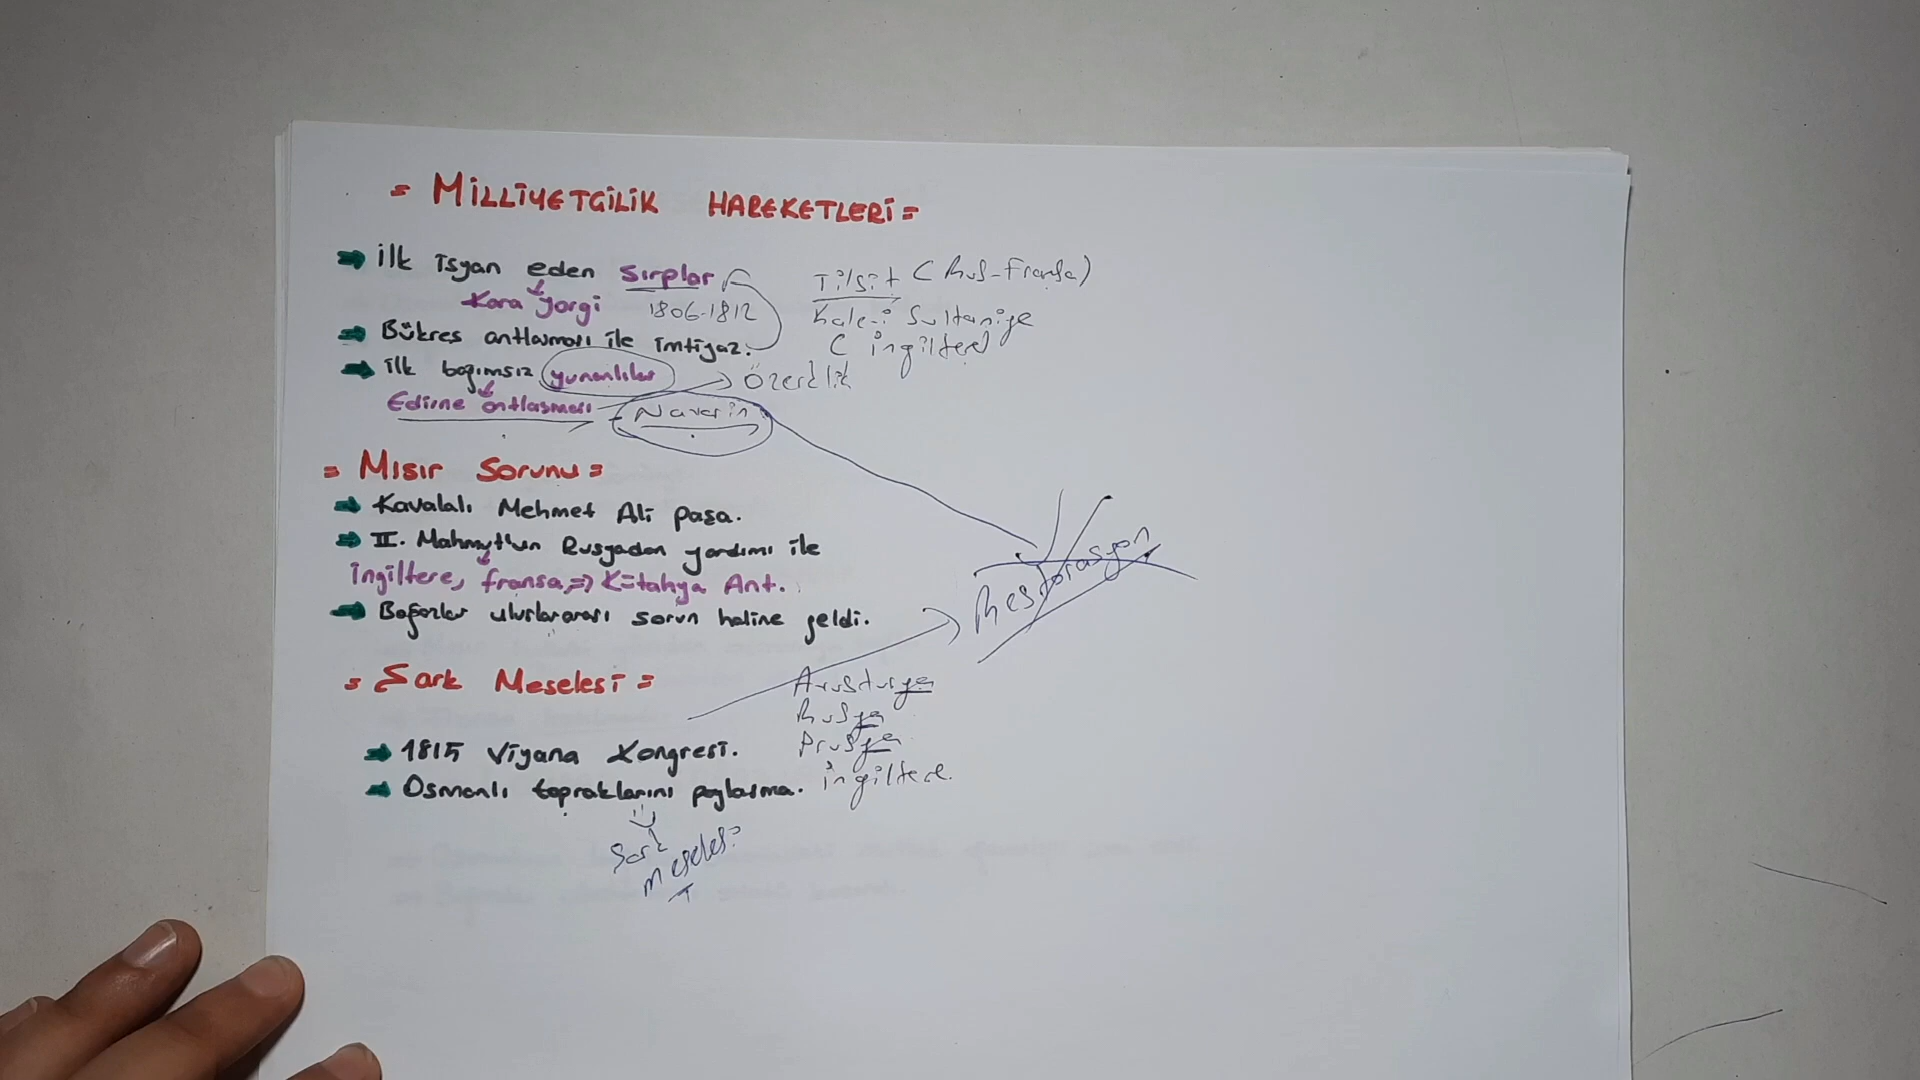 = MİLLİYETÇİLİK HAREKETLERİ =
➡ ilk isyan eden Sırplar
Kara Yorgi 1806-1812
➡ Bükreş antlaşması ile imtiyaz.
➡ ilk bağımsız yunanlılar
Özerklik
Edirne antlaşması
Navarin
Tilsit ( Rus-Fransa)
Kale-i Sultaniye
( İngiltere)
= MISIR SORUNU =
➡ Kavalalı Mehmet Ali paşa.
➡ II. Mahmut'un Rusyadan yardımı ile
İngiltere, fransa => Kütahya Ant.
➡ Boğazlar uluslararası sorun haline geldi.
Restorasyon
= Şark Meselesi =
➡ 1815 Viyana Kongresi.
➡ Osmanlı topraklarını paylaşma.
Avusturya
Rusya
Prusya
İngiltere.
Şark
Meselesi